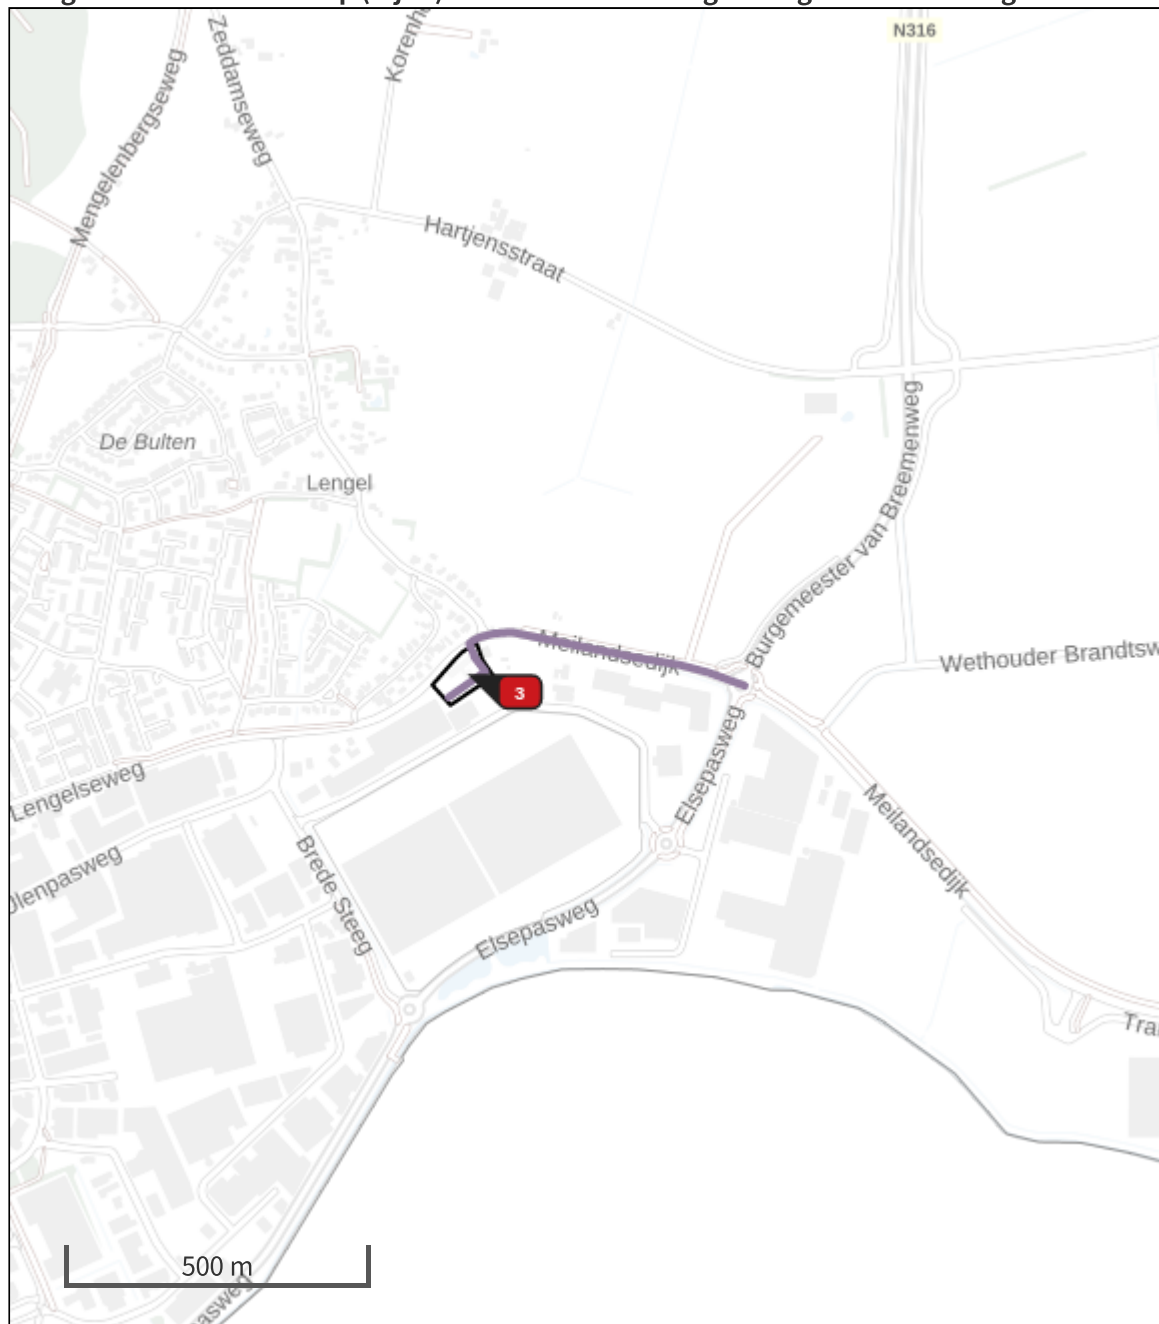 N316
Zeddamseweg
Mengelenbergseweg
Hartjensstraat
De Bulten
Lengel
Burgemeester van Breemenweg
Meilandsedijk
Wethouder Brandtsw
3
Elsepasweg
Lengelseweg
Meilandsedijk
Brede Steeg
Elsepasweg
500 m